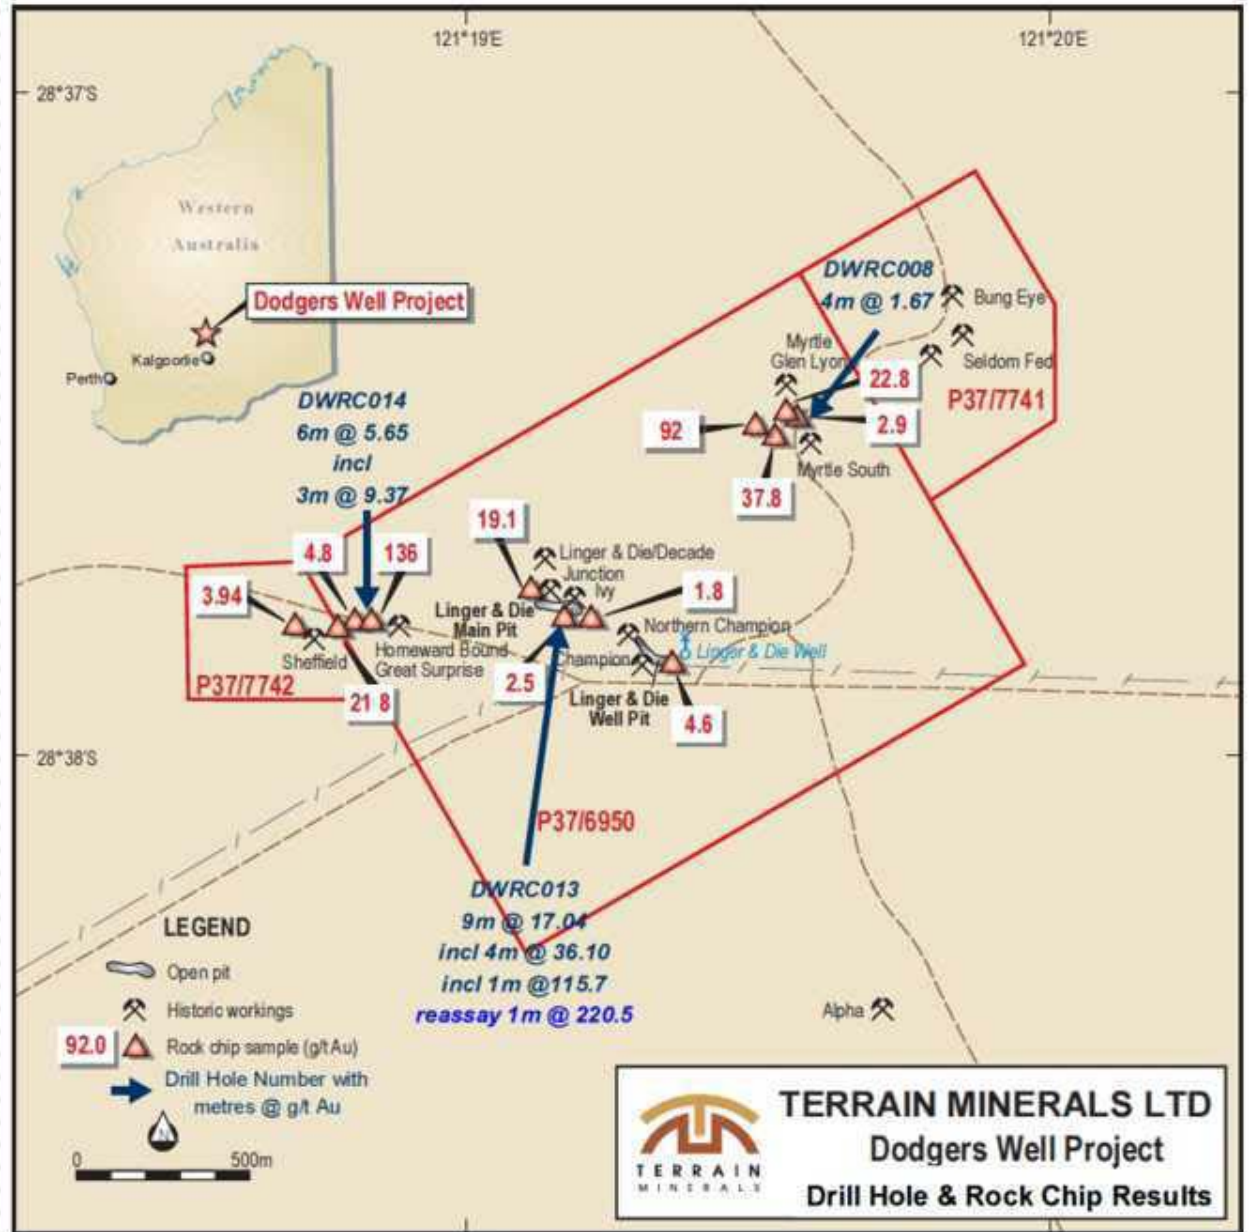 121°19'E
121°20'E
28°37'S
Western
Australia
Dodgers Well Project
Kalgoorlie
Perth
DWRC008
4m @ 1.67
Bung Eye
Seldom Fed
P37/7741
Myrtle
Glen Lyon
22.8
2.9
92
37.8
Myrtle South
DWRC014
6m @ 5.65
incl
3m @ 9.37
4.8
136
3.94
Sheffield
Homeward Bound
Great Surprise
P37/7742
21 8
19.1
Linger & Die/Decade
Junction
Ivy
1.8
Linger & Die
Main Pit
2.5
Northern Champion
Champion
Linger & Die Well
Linger & Die
Well Pit
4.6
28°38'S
P37/6950
DWRC013
9m @ 17.04
incl 4m @ 36.10
incl 1m @115.7
reassay 1m @ 220.5
Alpha
LEGEND
Open pit
Historic workings
92.0
Rock chip sample (g/t Au)
Drill Hole Number with
metres @ g/t Au
0
500m
TERRAIN
MINERALS
TERRAIN MINERALS LTD
Dodgers Well Project
Drill Hole & Rock Chip Results